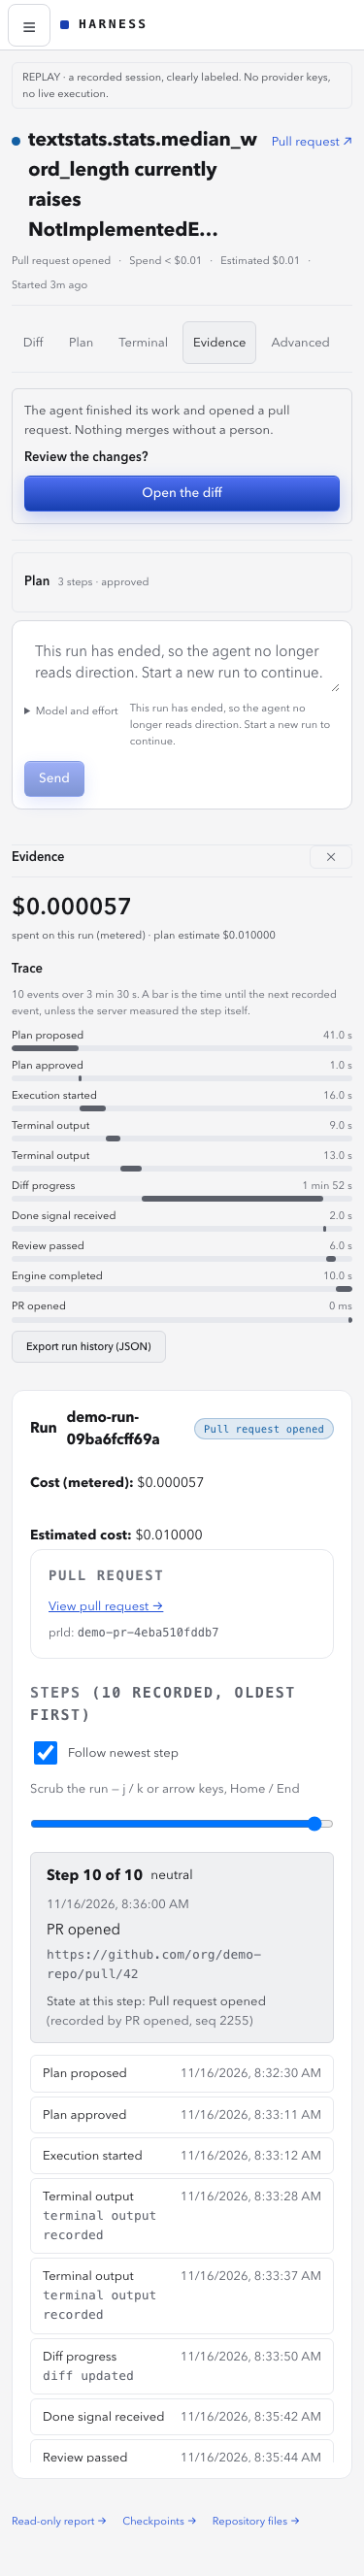 HARNESS
REPLAY · a recorded session, clearly labeled. No provider keys,
no live execution.
textstats.stats.median_w
ord_length currently
raises
NotImplementedE...
Pull request ↗
Pull request opened · Spend < $0.01 · Estimated $0.01 ·
Started 3m ago
Diff Plan Terminal Evidence Advanced
The agent finished its work and opened a pull
request. Nothing merges without a person.
Review the changes?
Open the diff
Plan 3 steps · approved
This run has ended, so the agent no longer
reads direction. Start a new run to continue.
▶ Model and effort
This run has ended, so the agent no
longer reads direction. Start a new run to
continue.
Send
Evidence
$0.000057
spent on this run (metered) · plan estimate $0.010000
Trace
10 events over 3 min 30 s. A bar is the time until the next recorded
event, unless the server measured the step itself.
Plan proposed 41.0 s
Plan approved 1.0 s
Execution started 16.0 s
Terminal output 9.0 s
Terminal output 13.0 s
Diff progress 1 min 52 s
Done signal received 2.0 s
Review passed 6.0 s
Engine completed 10.0 s
PR opened 0 ms
Export run history (JSON)
Run demo-run-
09ba6fcff69a
Pull request opened
Cost (metered): $0.000057
Estimated cost: $0.010000
PULL REQUEST
View pull request →
prId: demo-pr-4eba510fddb7
STEPS (10 RECORDED, OLDEST
FIRST)
Follow newest step
Scrub the run — j / k or arrow keys, Home / End
Step 10 of 10 neutral
11/16/2026, 8:36:00 AM
PR opened
https://github.com/org/demo-
repo/pull/42
State at this step: Pull request opened
(recorded by PR opened, seq 2255)
Plan proposed 11/16/2026, 8:32:30 AM
Plan approved 11/16/2026, 8:33:11 AM
Execution started 11/16/2026, 8:33:12 AM
Terminal output 11/16/2026, 8:33:28 AM
terminal output
recorded
Terminal output 11/16/2026, 8:33:37 AM
terminal output
recorded
Diff progress 11/16/2026, 8:33:50 AM
diff updated
Done signal received 11/16/2026, 8:35:42 AM
Review passed 11/16/2026, 8:35:44 AM
Read-only report → Checkpoints → Repository files →